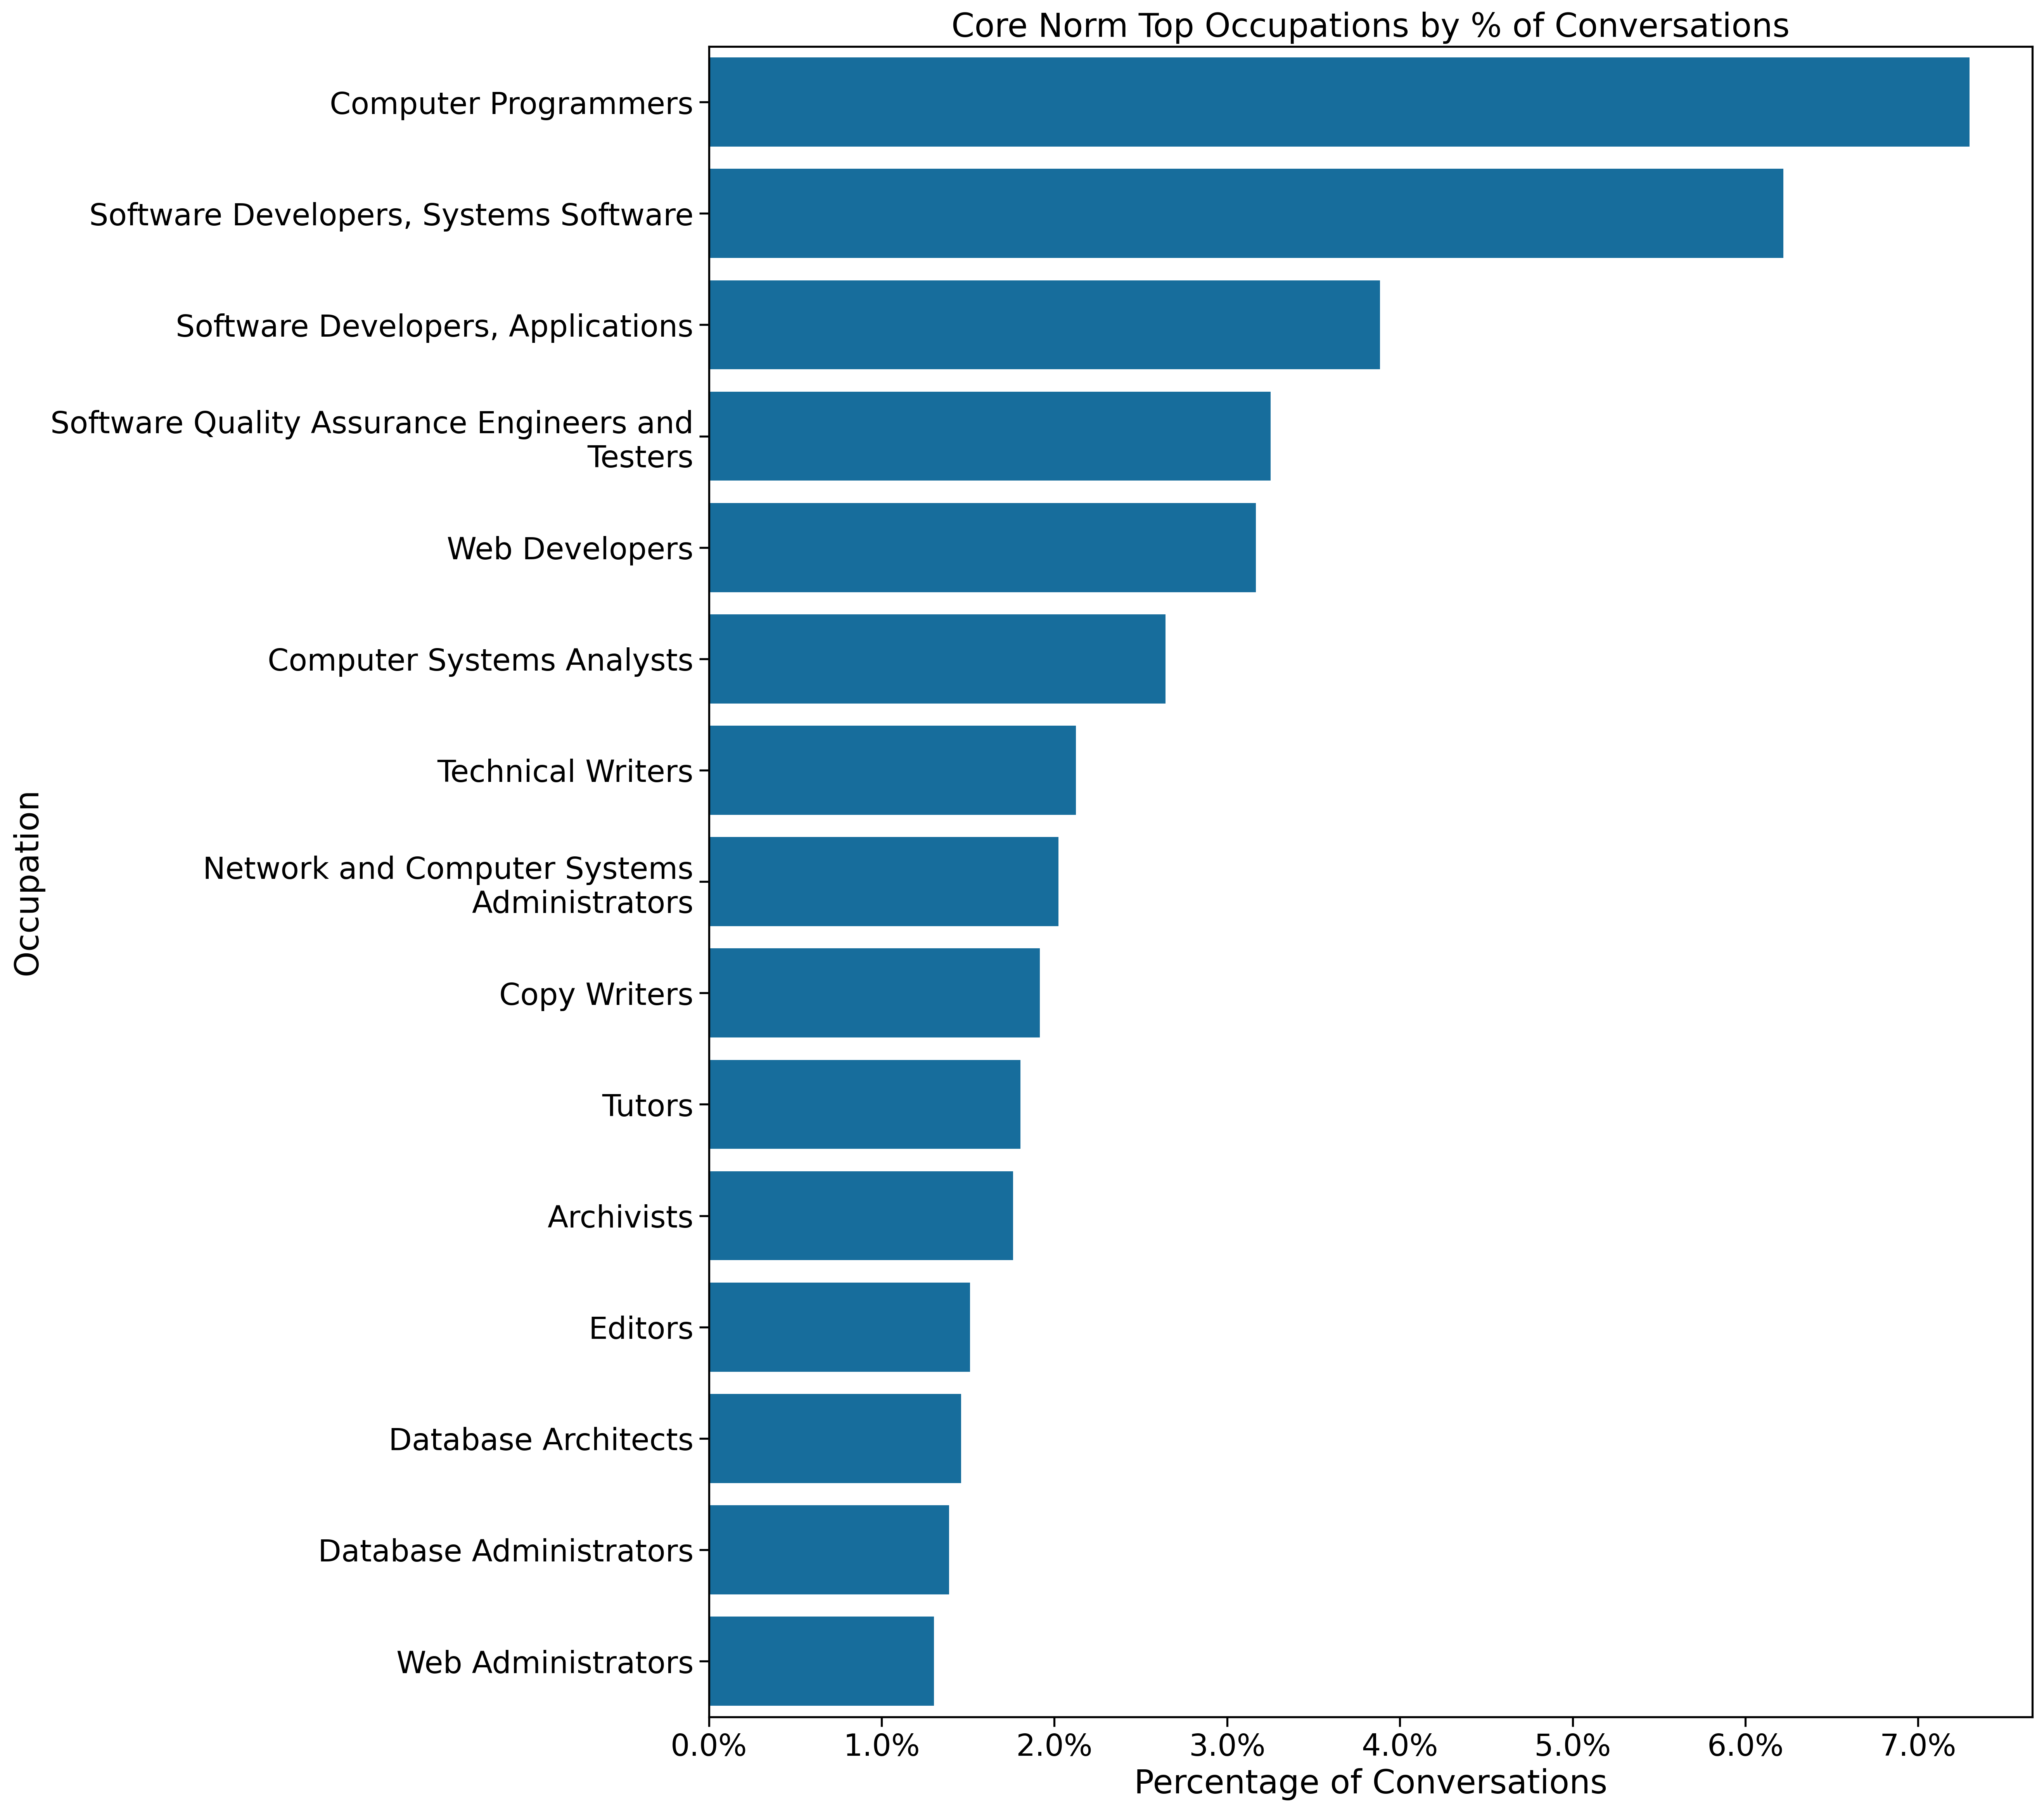 Core Norm Top Occupations by % of Conversations
Computer Programmers
Software Developers, Systems Software
Software Developers, Applications
Software Quality Assurance Engineers and
Testers
Web Developers
Computer Systems Analysts
Technical Writers
Network and Computer Systems
Administrators
Copy Writers
Tutors
Archivists
Editors
Database Architects
Database Administrators
Web Administrators
Occupation
0.0% 1.0% 2.0% 3.0% 4.0% 5.0% 6.0% 7.0%
Percentage of Conversations